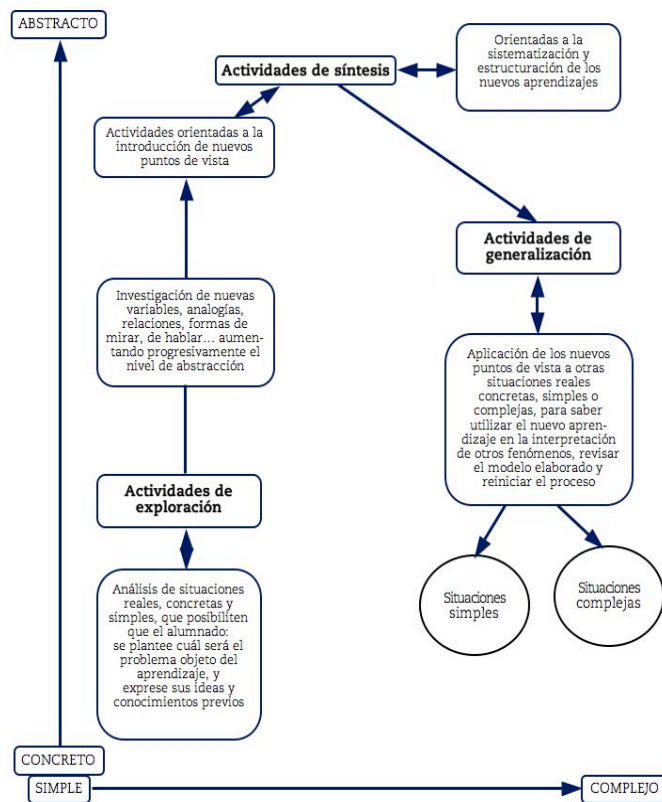 ABSTRACTO
Actividades de síntesis
Orientadas a la
sistematización y
estructuración de los
nuevos aprendizajes
Actividades orientadas a la
introducción de nuevos
puntos de vista
Actividades de
generalización
Investigación de nuevas
variables, analogías,
relaciones, formas de
mirar, de hablar... aumen-
tando progresivamente el
nivel de abstracción
Aplicación de los nuevos
puntos de vista a otras
situaciones reales
concretas, simples o
complejas, para saber
utilizar el nuevo apren-
dizaje en la interpretación
de otros fenómenos, revisar
el modelo elaborado y
reiniciar el proceso
Actividades de
exploración
Análisis de situaciones
reales, concretas y
simples, que posibiliten
que el alumnado:
se plantee cuál será el
problema objeto del
aprendizaje, y
exprese sus ideas y
conocimientos previos
Situaciones
simples
Situaciones
complejas
CONCRETO
SIMPLE
COMPLEJO